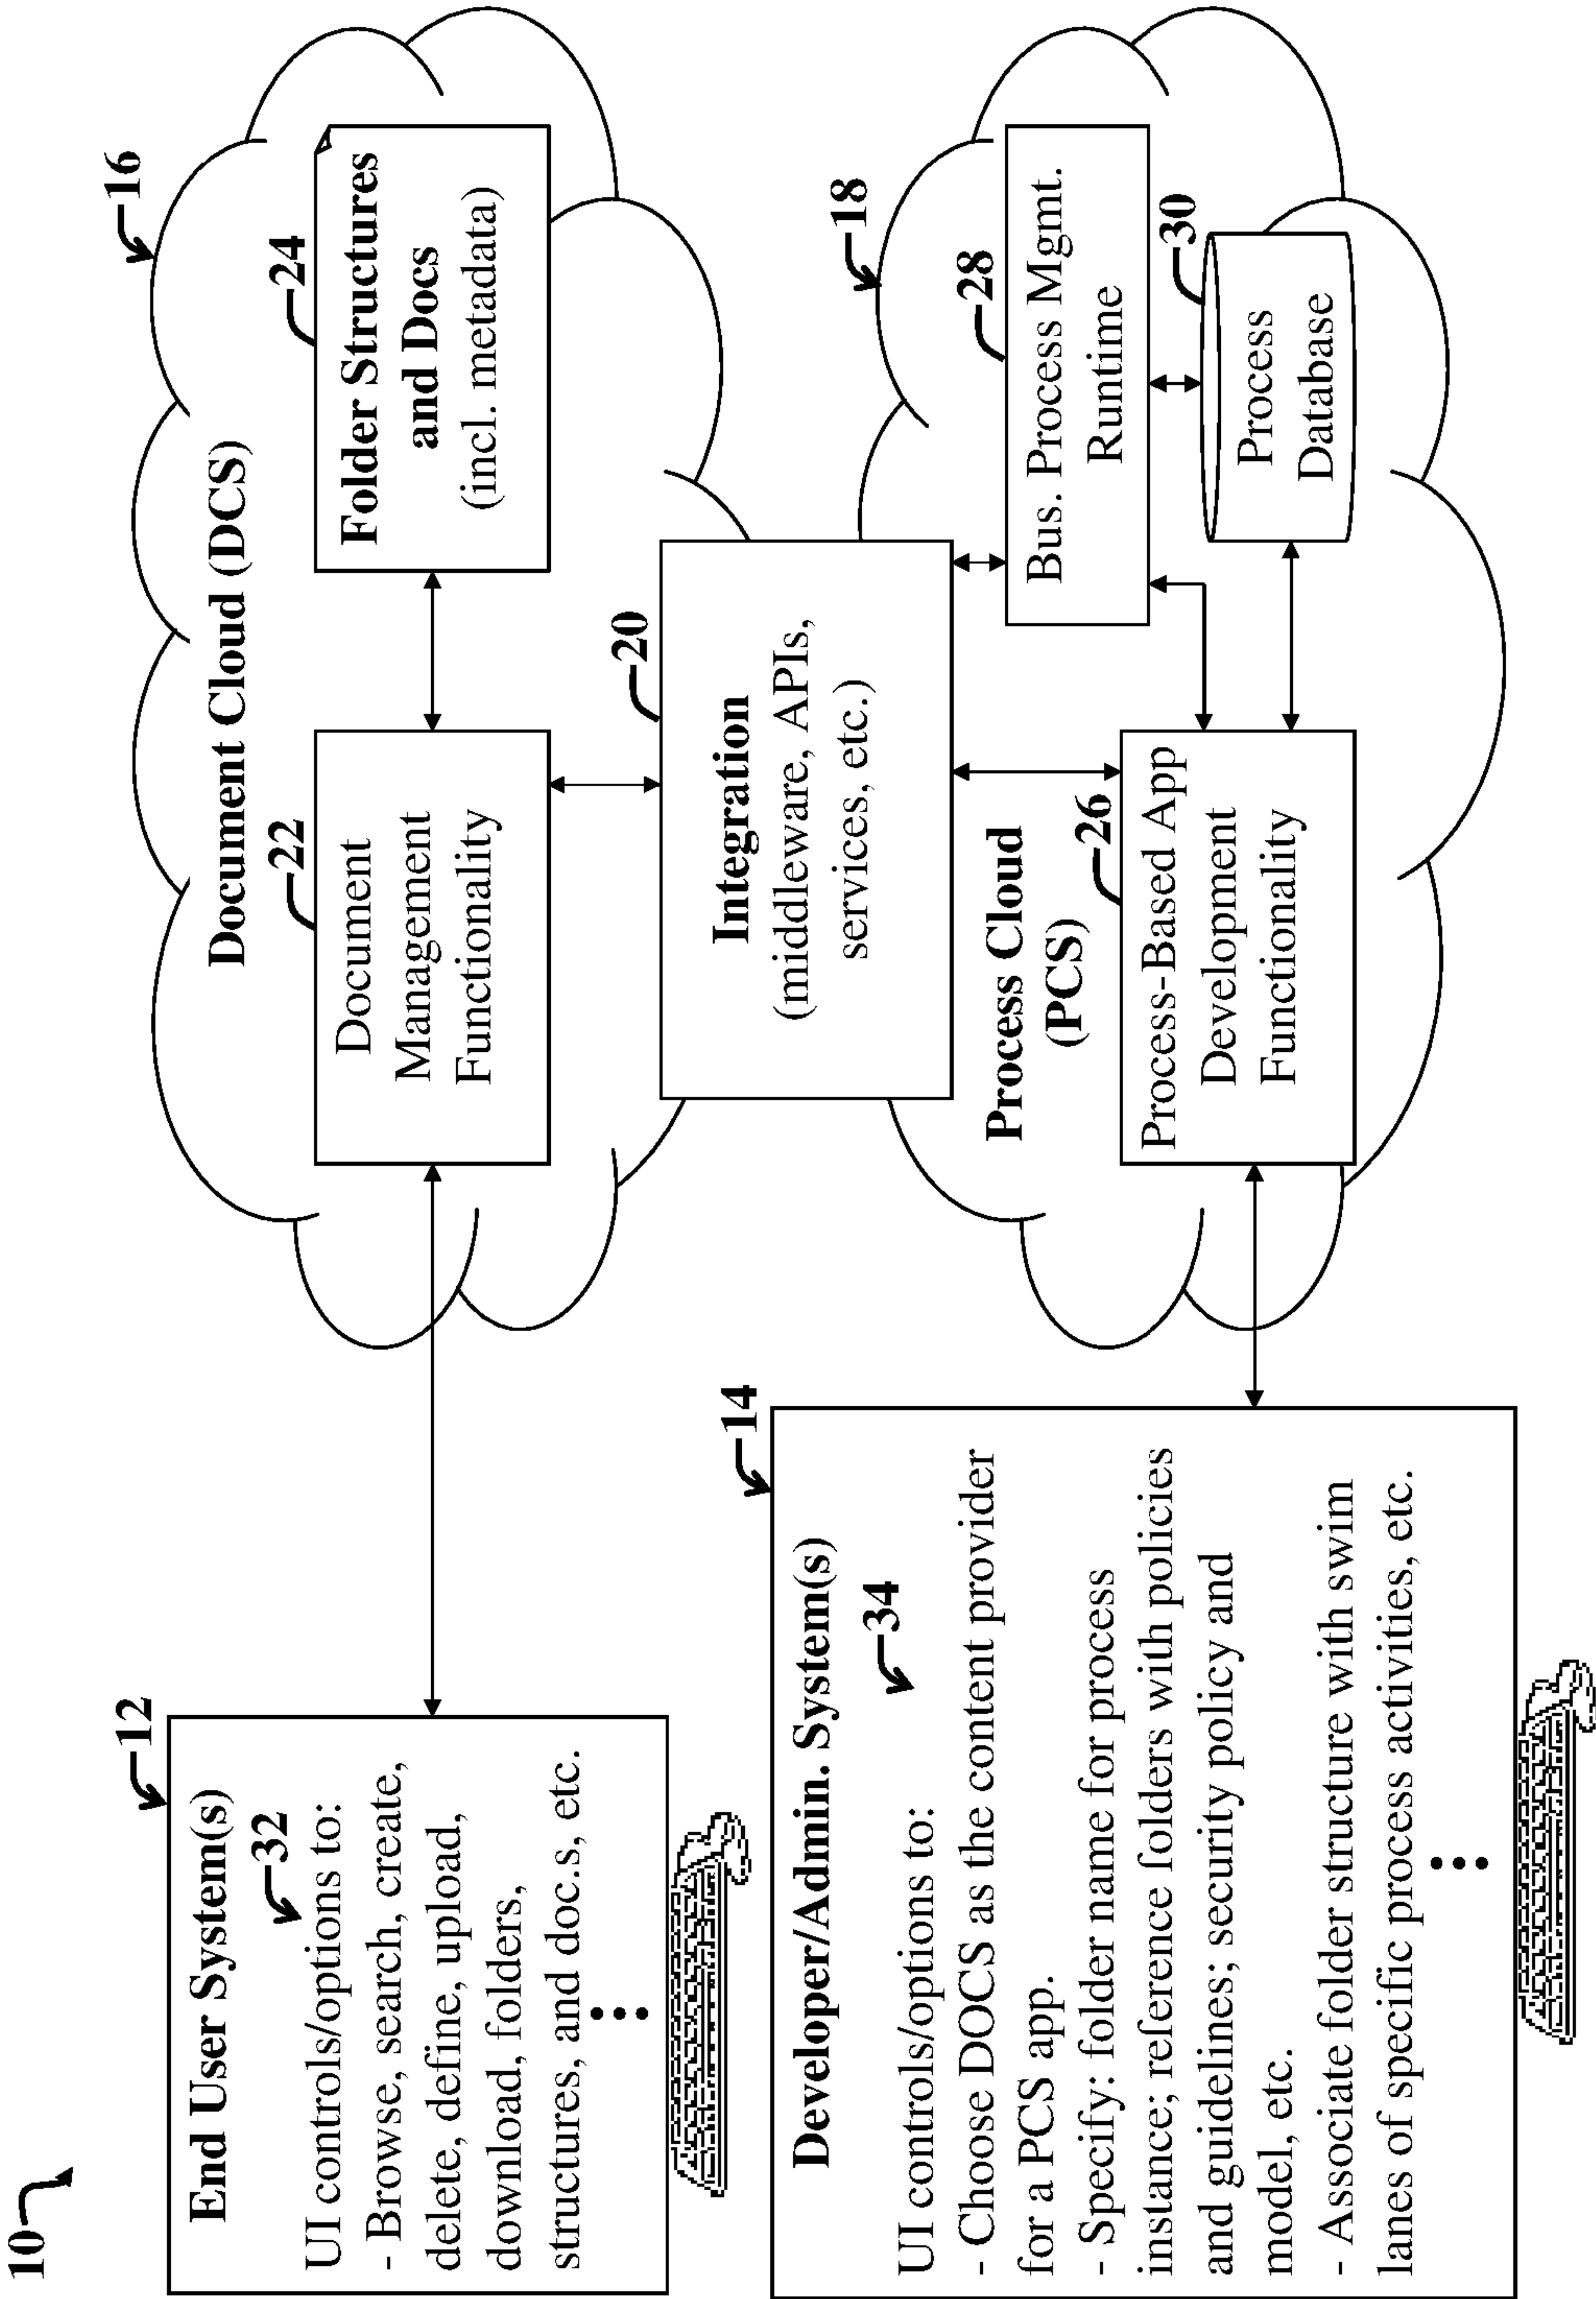 10
12
End User System(s)
32
UI controls/options to:
- Browse, search, create,
delete, define, upload,
download, folders,
structures, and doc.s, etc.
14
Developer/Admin. System(s)
34
UI controls/options to:
- Choose DOCS as the content provider
for a PCS app.
- Specify: folder name for process
instance; reference folders with policies
and guidelines; security policy and
model, etc.
- Associate folder structure with swim
lanes of specific process activities, etc.
16
Document Cloud (DCS)
22
Document
Management
Functionality
24
Folder Structures
and Docs
(incl. metadata)
20
Integration
(middleware, APIs,
services, etc.)
18
Process Cloud
(PCS)
26
Process-Based App
Development
Functionality
28
Bus. Process Mgmt.
Runtime
30
Process
Database